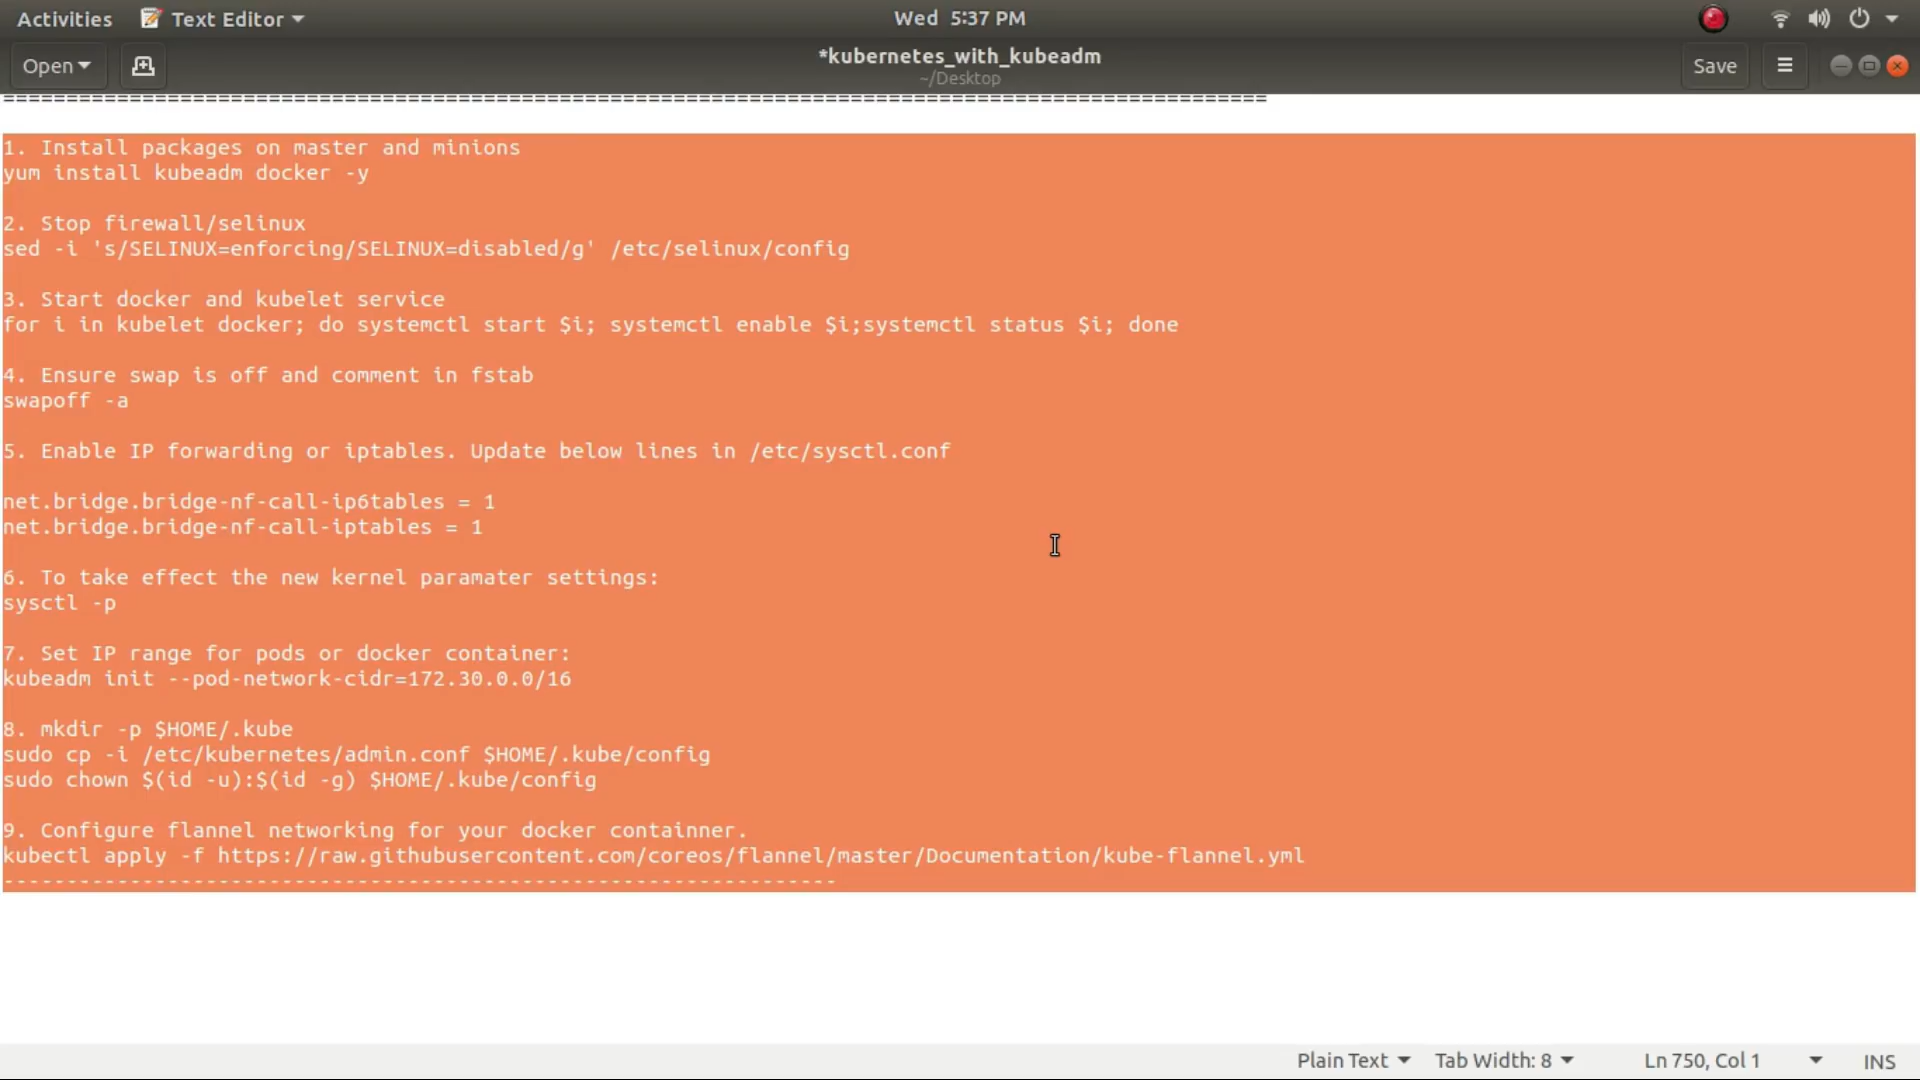 Activities Text Editor Wed 5:37 PM
Open *kubernetes_with_kubeadm Save
~/Desktop
====================================================================================================
1. Install packages on master and minions
yum install kubeadm docker -y
2. Stop firewall/selinux
sed -i 's/SELINUX=enforcing/SELINUX=disabled/g' /etc/selinux/config
3. Start docker and kubelet service
for i in kubelet docker; do systemctl start $i; systemctl enable $i;systemctl status $i; done
4. Ensure swap is off and comment in fstab
swapoff -a
5. Enable IP forwarding or iptables. Update below lines in /etc/sysctl.conf
net.bridge.bridge-nf-call-ip6tables = 1
net.bridge.bridge-nf-call-iptables = 1
6. To take effect the new kernel paramater settings:
sysctl -p
7. Set IP range for pods or docker container:
kubeadm init --pod-network-cidr=172.30.0.0/16
8. mkdir -p $HOME/.kube
sudo cp -i /etc/kubernetes/admin.conf $HOME/.kube/config
sudo chown $(id -u):$(id -g) $HOME/.kube/config
9. Configure flannel networking for your docker containner.
kubectl apply -f https://raw.githubusercontent.com/coreos/flannel/master/Documentation/kube-flannel.yml
------------------------------------------------------------------
Plain Text Tab Width: 8 Ln 750, Col 1 INS